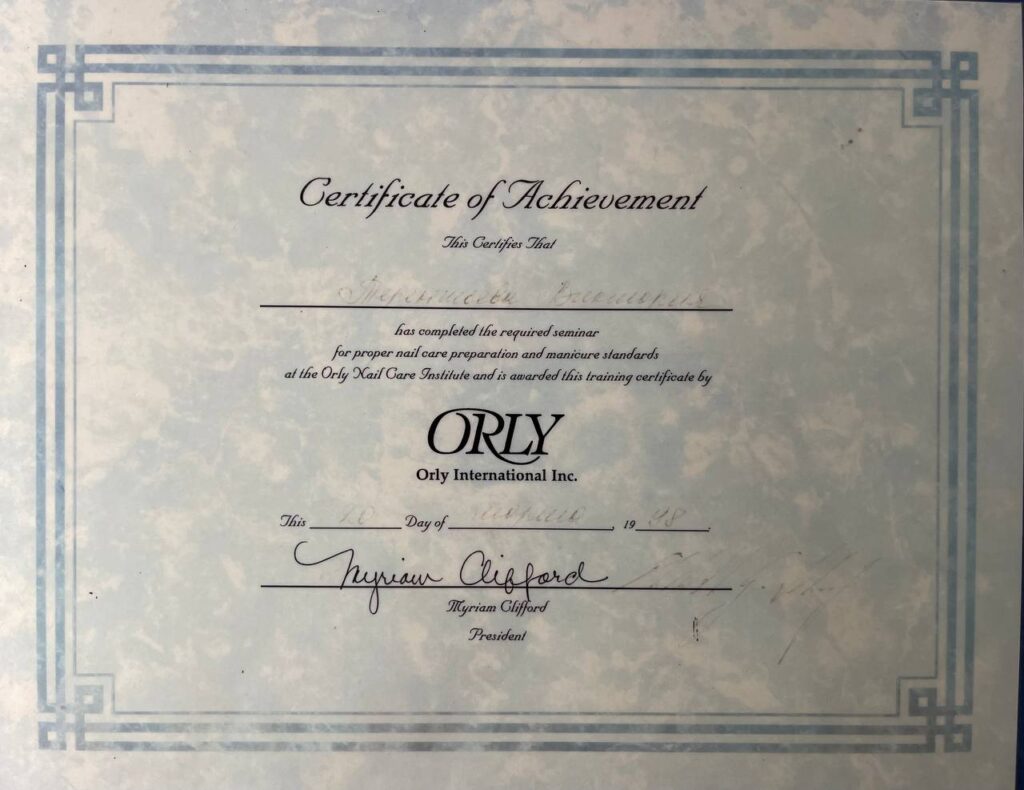 Certificate of Achievement
This Certifies That
has completed the required seminar
for proper nail care preparation and manicure standards
at the Orly Nail Care Institute and is awarded this training certificate by
ORLY
Orly International Inc.
This 20 Day of , 19 98.
Myriam Clifford
Myriam Clifford
President